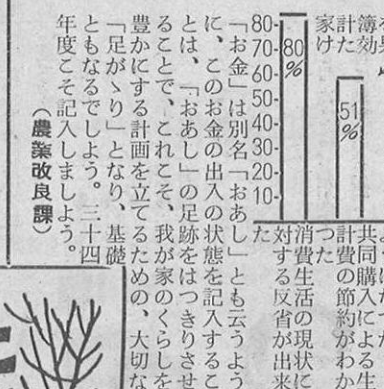 簿効
計た
家け
80-
70-
60-
50-
40-
30-
20-
10-
80%
51%
共同購入による生
計費の節約がわか
つた
消費生活の現状に
対する反省が出来
た
「お金」は別名「おあし」とも云うよう
に、このお金の出入の状態を記入するこ
とは、「おあし」の足跡をはつきりさせ
ることで、これこそ、我が家のくらしを
豊かにする計画を立てるための、大切な
「足がゝり」となり、基礎
ともなるでしよう。三十四
年度こそ記入しましよう。
（農業改良課）